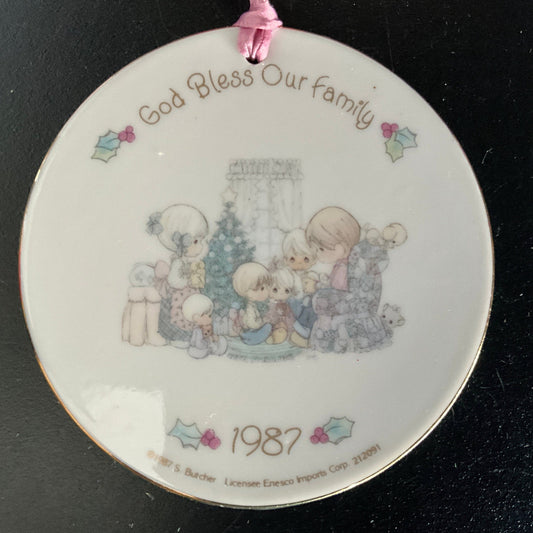 God Bless Our Family
1987
©1987 S. Butcher Licensee Enesco Imports Corp. 212091